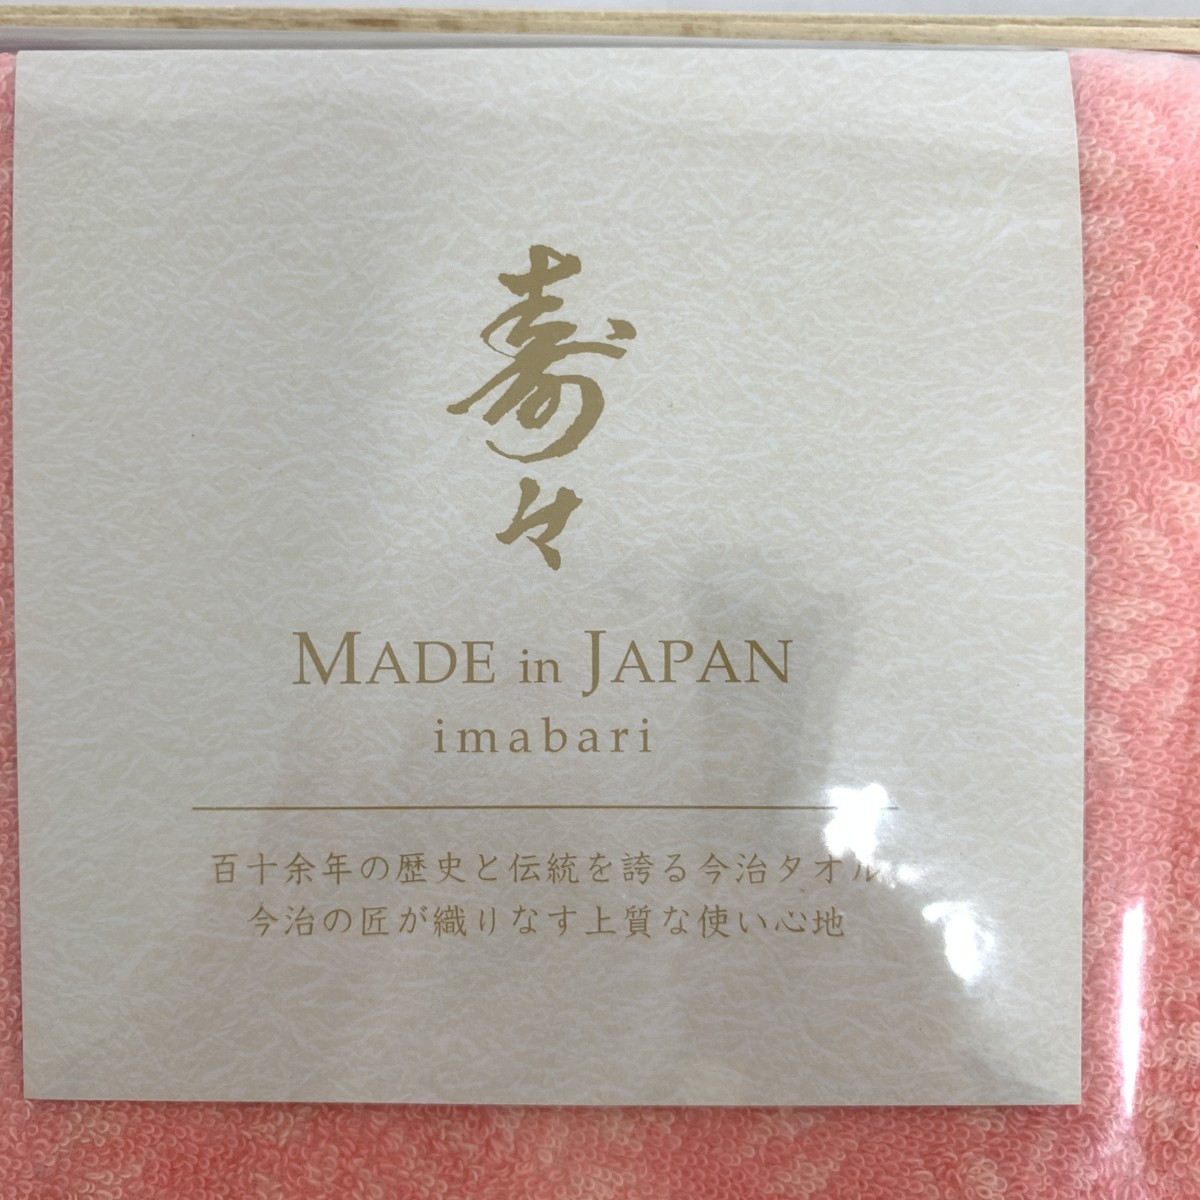 寿々
MADE in JAPAN
imabari
百十余年の歴史と伝統を誇る今治タオル
今治の匠が織りなす上質な使い心地